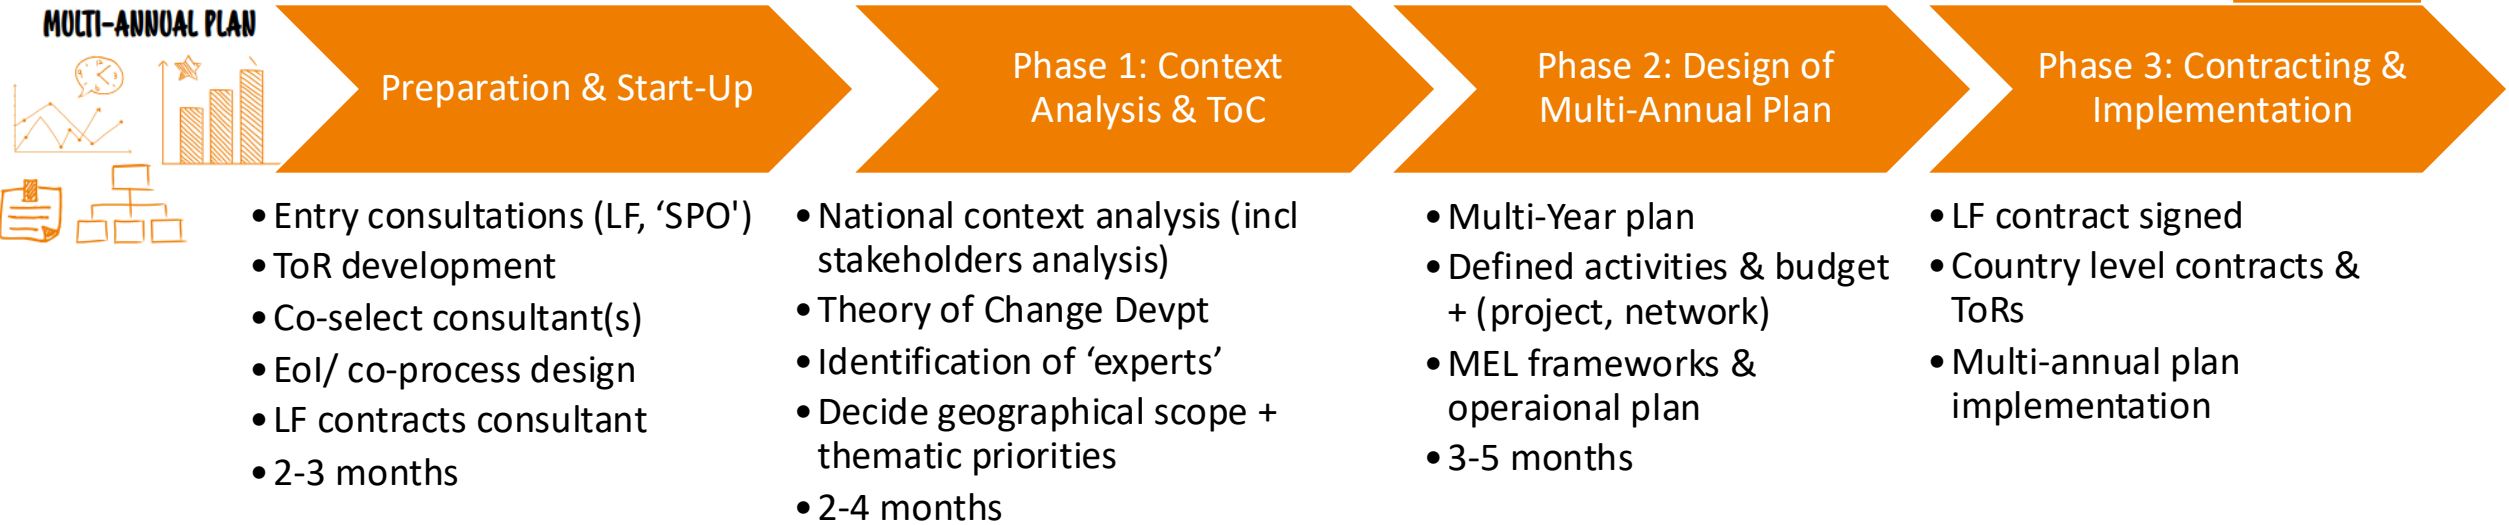 MULTI-ANNUAL PLAN
Preparation & Start-Up
• Entry consultations (LF, ‘SPO')
• ToR development
• Co-select consultant(s)
• EoI/ co-process design
• LF contracts consultant
• 2-3 months
Phase 1: Context
Analysis & ToC
• National context analysis (incl
stakeholders analysis)
• Theory of Change Devpt
• Identification of ‘experts’
• Decide geographical scope +
thematic priorities
• 2-4 months
Phase 2: Design of
Multi-Annual Plan
• Multi-Year plan
• Defined activities & budget
+ (project, network)
• MEL frameworks &
operaional plan
• 3-5 months
Phase 3: Contracting &
Implementation
• LF contract signed
• Country level contracts &
ToRs
• Multi-annual plan
implementation